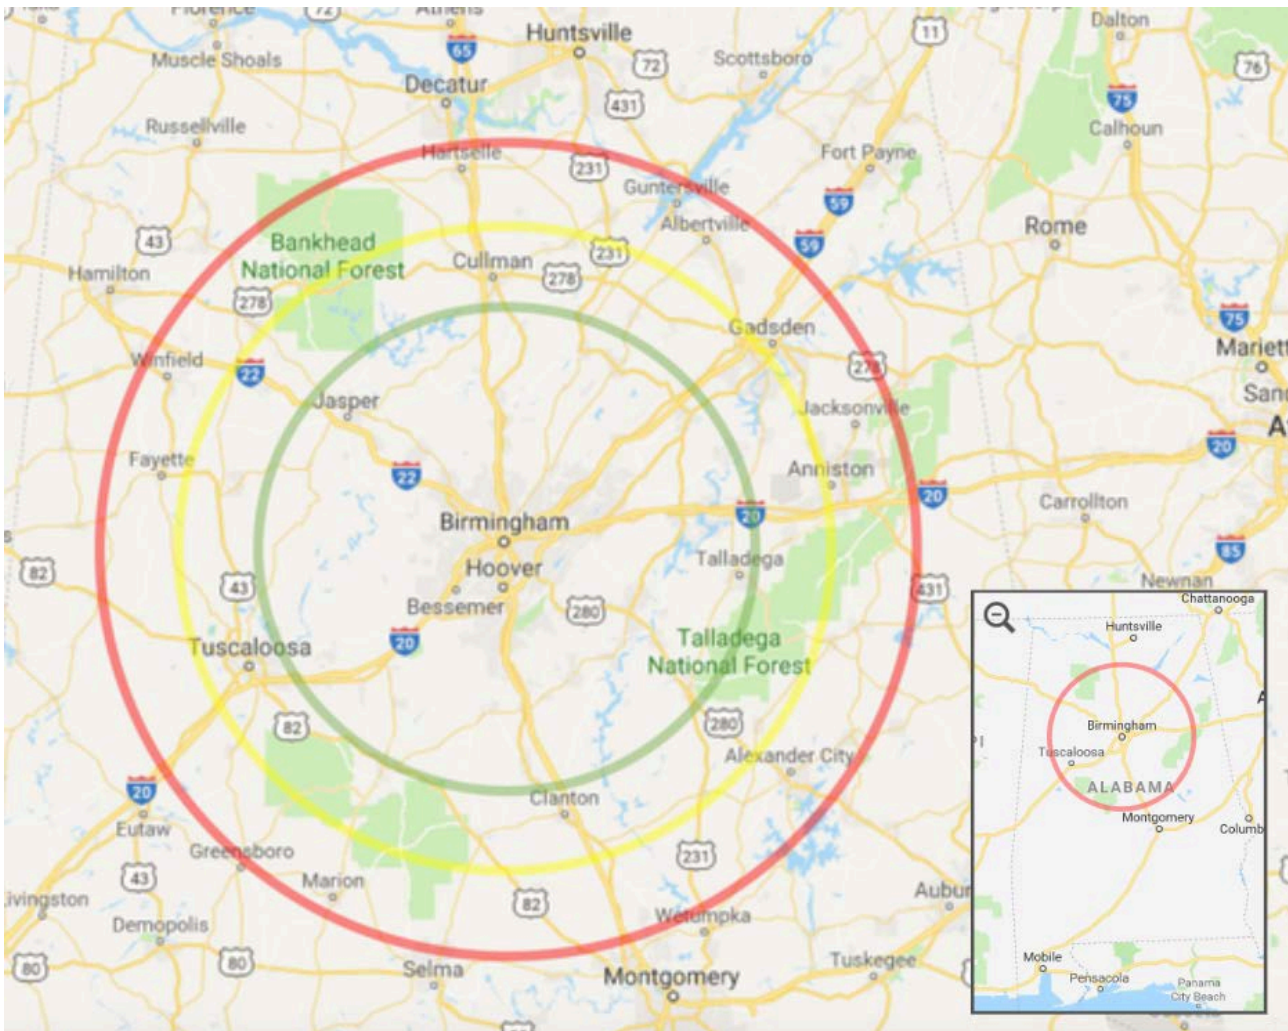 Florence
72
Athens
65
Huntsville
11
Dalton
Muscle Shoals
72
Scottsboro
76
Decatur
431
75
Russellville
Calhoun
Hartselle
231
Fort Payne
Guntersville
59
Albertville
43
Bankhead
National Forest
231
59
Rome
Cullman
278
Hamilton
278
75
Gadsden
Winfield
22
278
Mariett
Jasper
Jacksonville
Sand
A
20
Fayette
22
Anniston
20
Carrollton
Birmingham
20
85
Hoover
Talladega
82
43
Bessemer
280
431
Newnan
Tuscaloosa
Talladega
National Forest
20
82
280
Alexander City
20
Clanton
Eutaw
Greensboro
231
43
Marion
82
Aubur
ivingston
Wetumpka
Demopolis
80
80
Selma
Montgomery
Tuskegee
Chattanooga
Huntsville
Birmingham
Tuscaloosa
ALABAMA
Montgomery
Columb
Mobile
Pensacola
Panama
City Beach